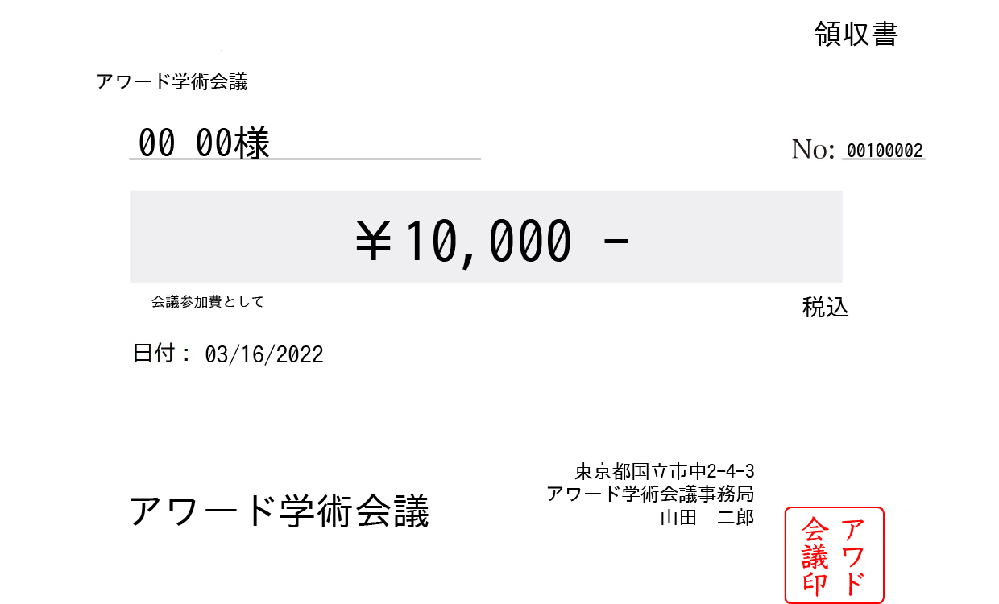 領収書
アワード学術会議
00 00様
No: 00100002
￥10,000 －
会議参加費として
税込
日付： 03/16/2022
東京都国立市中2-4-3
アワード学術会議事務局
山田　二郎
アワード学術会議
アワド
会議印